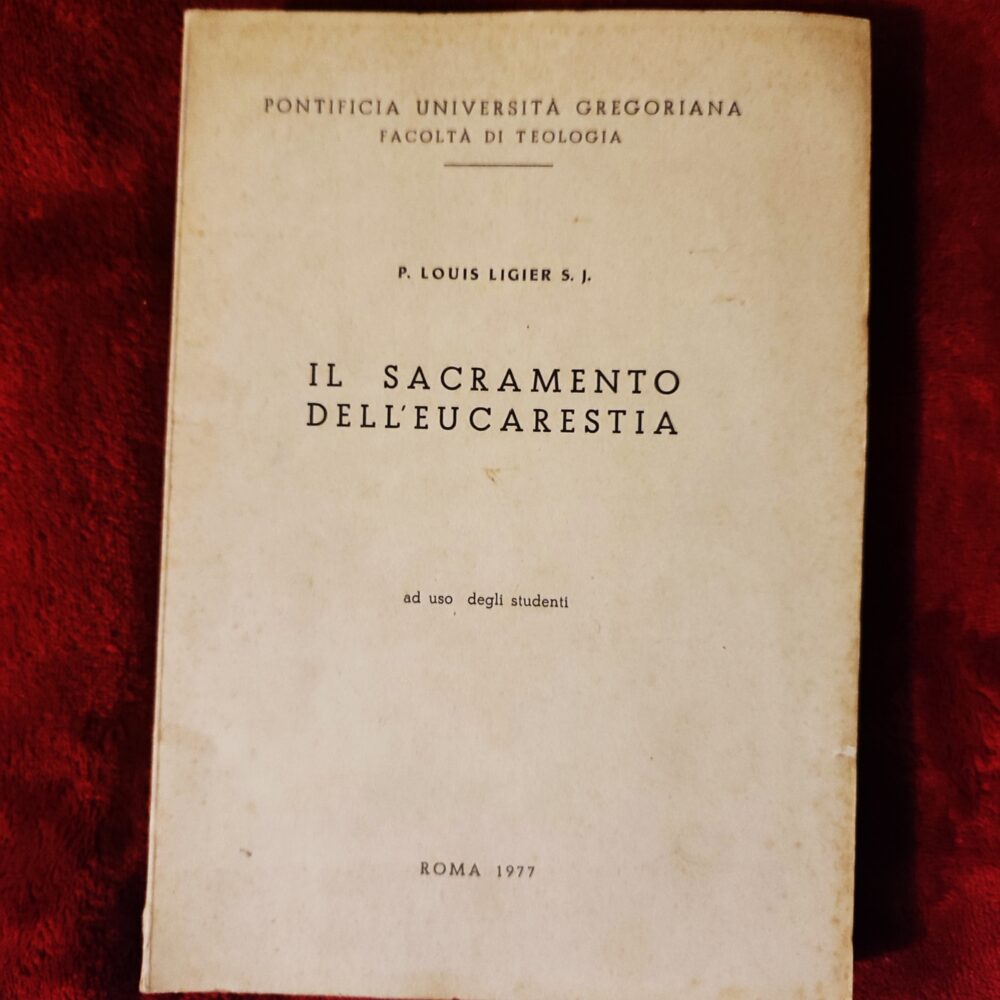 PONTIFICIA UNIVERSITÀ GREGORIANA
FACOLTÀ DI TEOLOGIA
P. LOUIS LIGIER S. J.
IL SACRAMENTO
DELL'EUCARESTIA
ad uso degli studenti
ROMA 1977